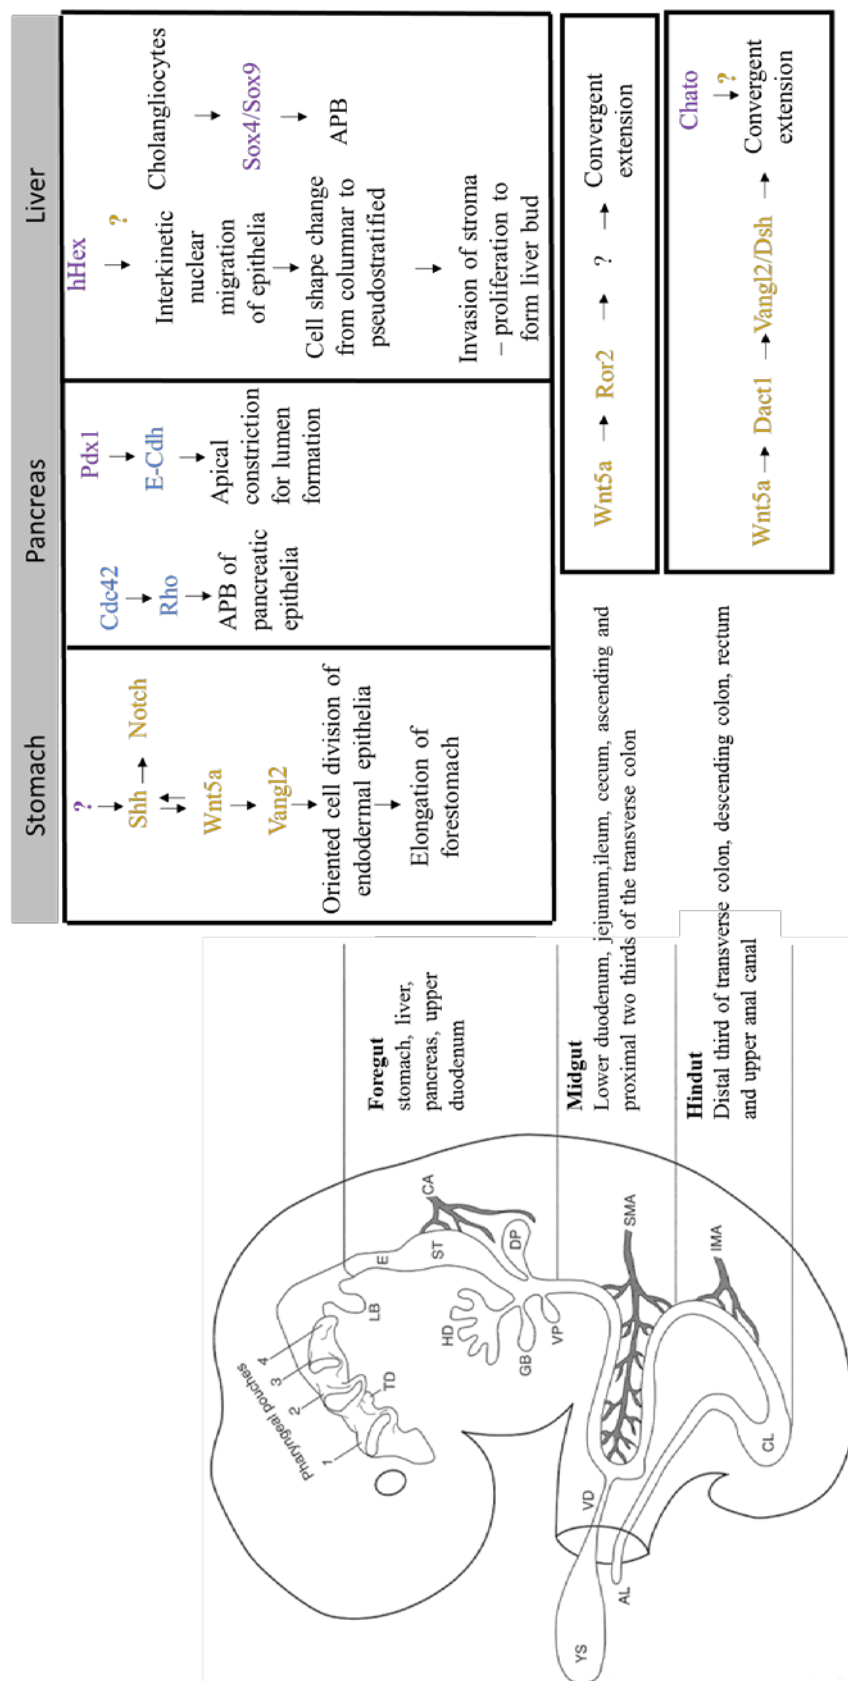 Stomach
Pancreas
Liver
?
Shh → Notch
Wnt5a
Vangl2
Oriented cell division of
endodermal epithelia
Elongation of
forestomach
Cdc42
Rho
APB of
pancreatic
epithelia
Pdx1
E-Cdh
Apical
constriction
for lumen
formation
hHex
?
Interkinetic
nuclear
migration
of epithelia
Cell shape change
from columnar to
pseudostratified
Invasion of stroma
– proliferation to
form liver bud
Cholangliocytes
Sox4/Sox9
APB
Wnt5a → Ror2 → ? → Convergent
extension
Chato
?
Wnt5a → Dact1 → Vangl2/Dsh → Convergent
extension
Foregut
stomach, liver,
pancreas, upper
duodenum
Midgut
Lower duodenum, jejunum,ileum, cecum, ascending and
proximal two thirds of the transverse colon
Hindut
Distal third of transverse colon, descending colon, rectum
and upper anal canal
Pharyngeal pouches
1
2
3
4
TD
LB
E
ST
CA
HD
GB
VP
DP
SMA
IMA
VD
YS
AL
CL